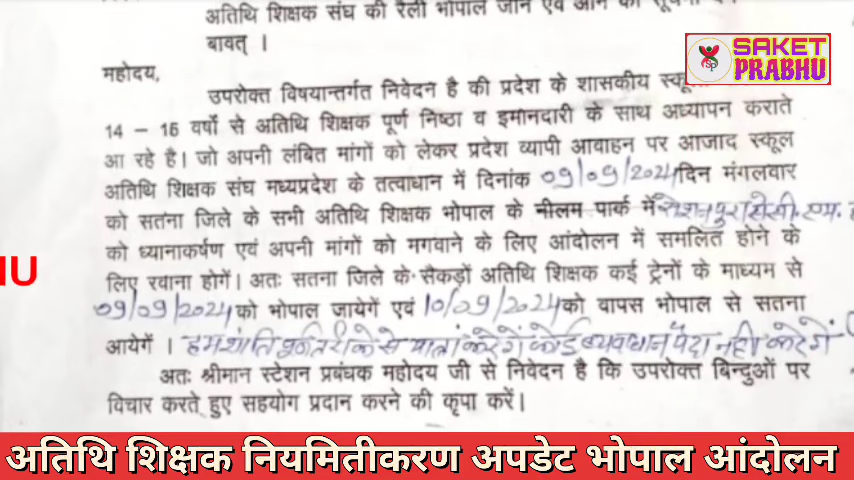 अतिथि शिक्षक संघ की रैली भोपाल जाने एवं आने की सूचना
बावत् ।
SAKET
PRABHU
SP
महोदय,
उपरोक्त विषयान्तर्गत निवेदन है की प्रदेश के शासकीय
14 – 16 वर्षो से अतिथि शिक्षक पूर्ण निष्ठा व इमानदारी के साथ अध्यापन कराते
आ रहे है। जो अपनी लंबित मांगों को लेकर प्रदेश व्यापी आवाहन पर आजाद स्कूल
अतिथि शिक्षक संघ मध्यप्रदेश के तत्वाधान में दिनांक 09/09/2024 दिन मंगलवार
को सतना जिले के सभी अतिथि शिक्षक भोपाल के नीलम पार्क में
को ध्यानाकर्षण एवं अपनी मांगों को मगवाने के लिए आंदोलन में समलित होने के
लिए रवाना होगें। अतः सतना जिले के सैकड़ों अतिथि शिक्षक कई ट्रेनों के माध्यम से
09/09/2024 को भोपाल जायेगें एवं 10/09/2024 को वापस भोपाल से सतना
आयेगें । हम शांति पूर्ण तरीके से यात्रा करेगें कोई व्यवधान पैदा नही करेगें
अतः श्रीमान स्टेशन प्रबंधक महोदय जी से निवेदन है कि उपरोक्त बिन्दुओं पर
विचार करते हुए सहयोग प्रदान करने की कृपा करें।
अतिथि शिक्षक नियमितीकरण अपडेट भोपाल आंदोलन